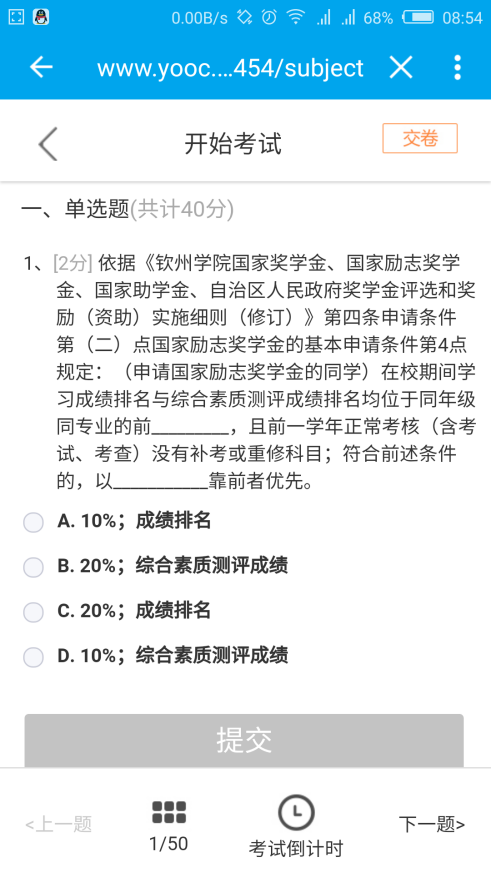 0.00B/s 68% 08:54
www.yooc....454/subject
开始考试 交卷
一、单选题(共计40分)
1、[2分] 依据《钦州学院国家奖学金、国家励志奖学
金、国家助学金、自治区人民政府奖学金评选和奖
励（资助）实施细则（修订）》第四条申请条件
第（二）点国家励志奖学金的基本申请条件第4点
规定：（申请国家励志奖学金的同学）在校期间学
习成绩排名与综合素质测评成绩排名均位于同年级
同专业的前_________，且前一学年正常考核（含考
试、考查）没有补考或重修科目；符合前述条件
的，以___________靠前者优先。
A. 10%；成绩排名
B. 20%；综合素质测评成绩
C. 20%；成绩排名
D. 10%；综合素质测评成绩
提交
<上一题 1/50 考试倒计时 下一题>